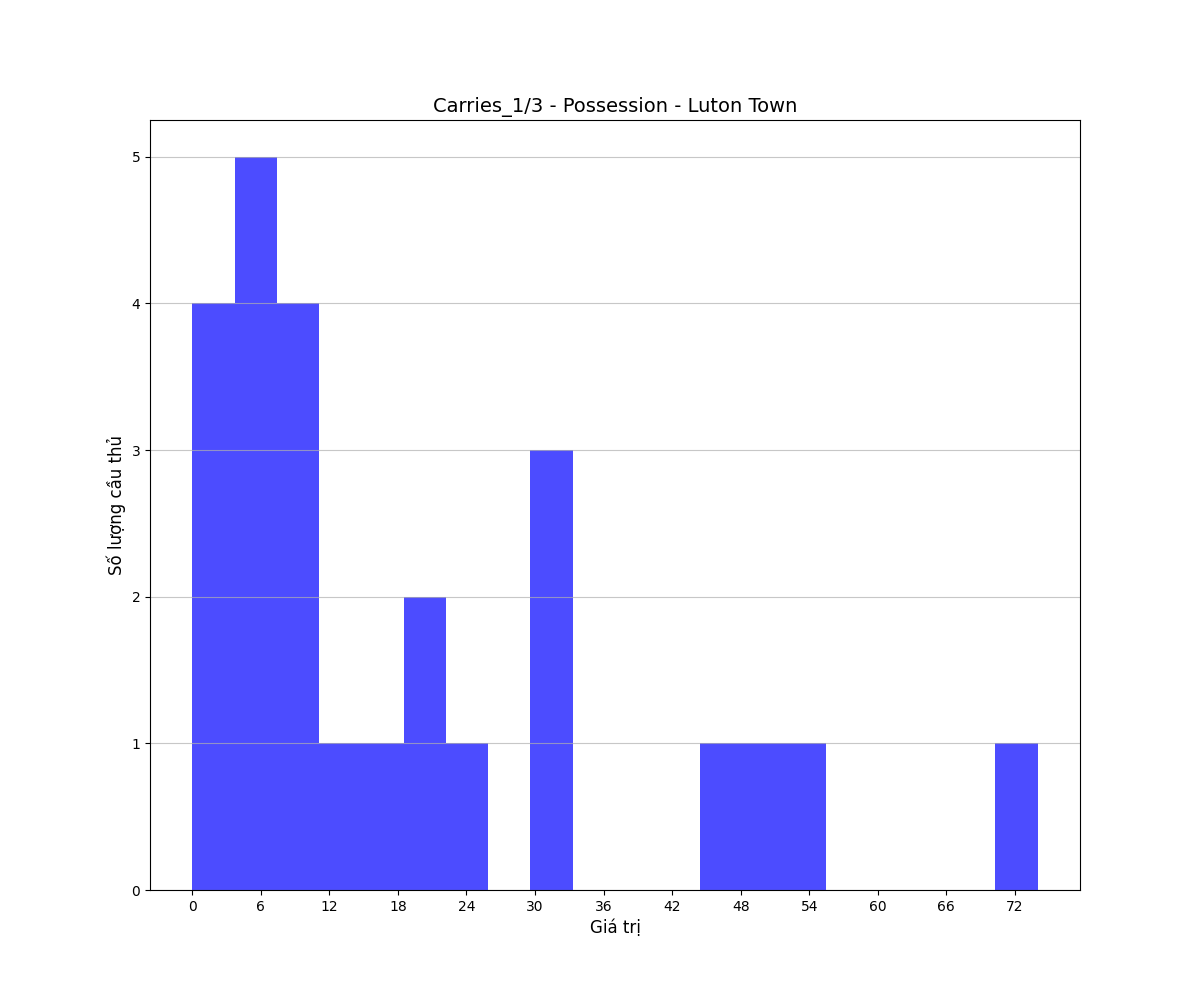 Carries_1/3 - Possession - Luton Town
5
4
3
2
1
0
Số lượng cầu thủ
0 6 12 18 24 30 36 42 48 54 60 66 72
Giá trị